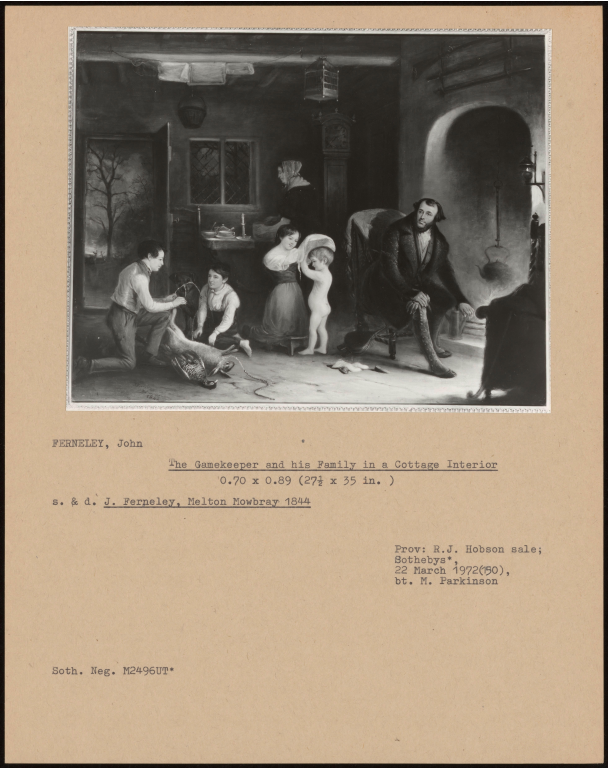 FERNELEY, John
The Gamekeeper and his Family in a Cottage Interior
0.70 x 0.89 (27½ x 35 in. )
s. & d. J. Ferneley, Melton Mowbray 1844
Prov: R.J. Hobson sale;
Sothebys*,
22 March 1972(50),
bt. M. Parkinson
Soth. Neg. M2496UT*